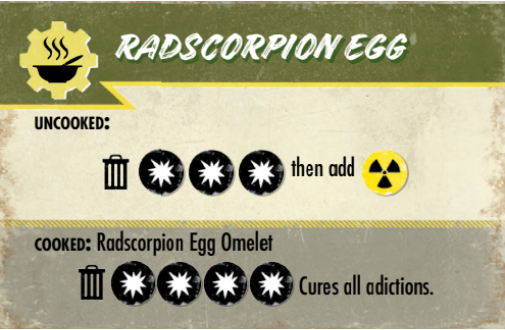 RADSCORPION EGG
UNCOOKED:
then add
COOKED: Radscorpion Egg Omelet
Cures all adictions.